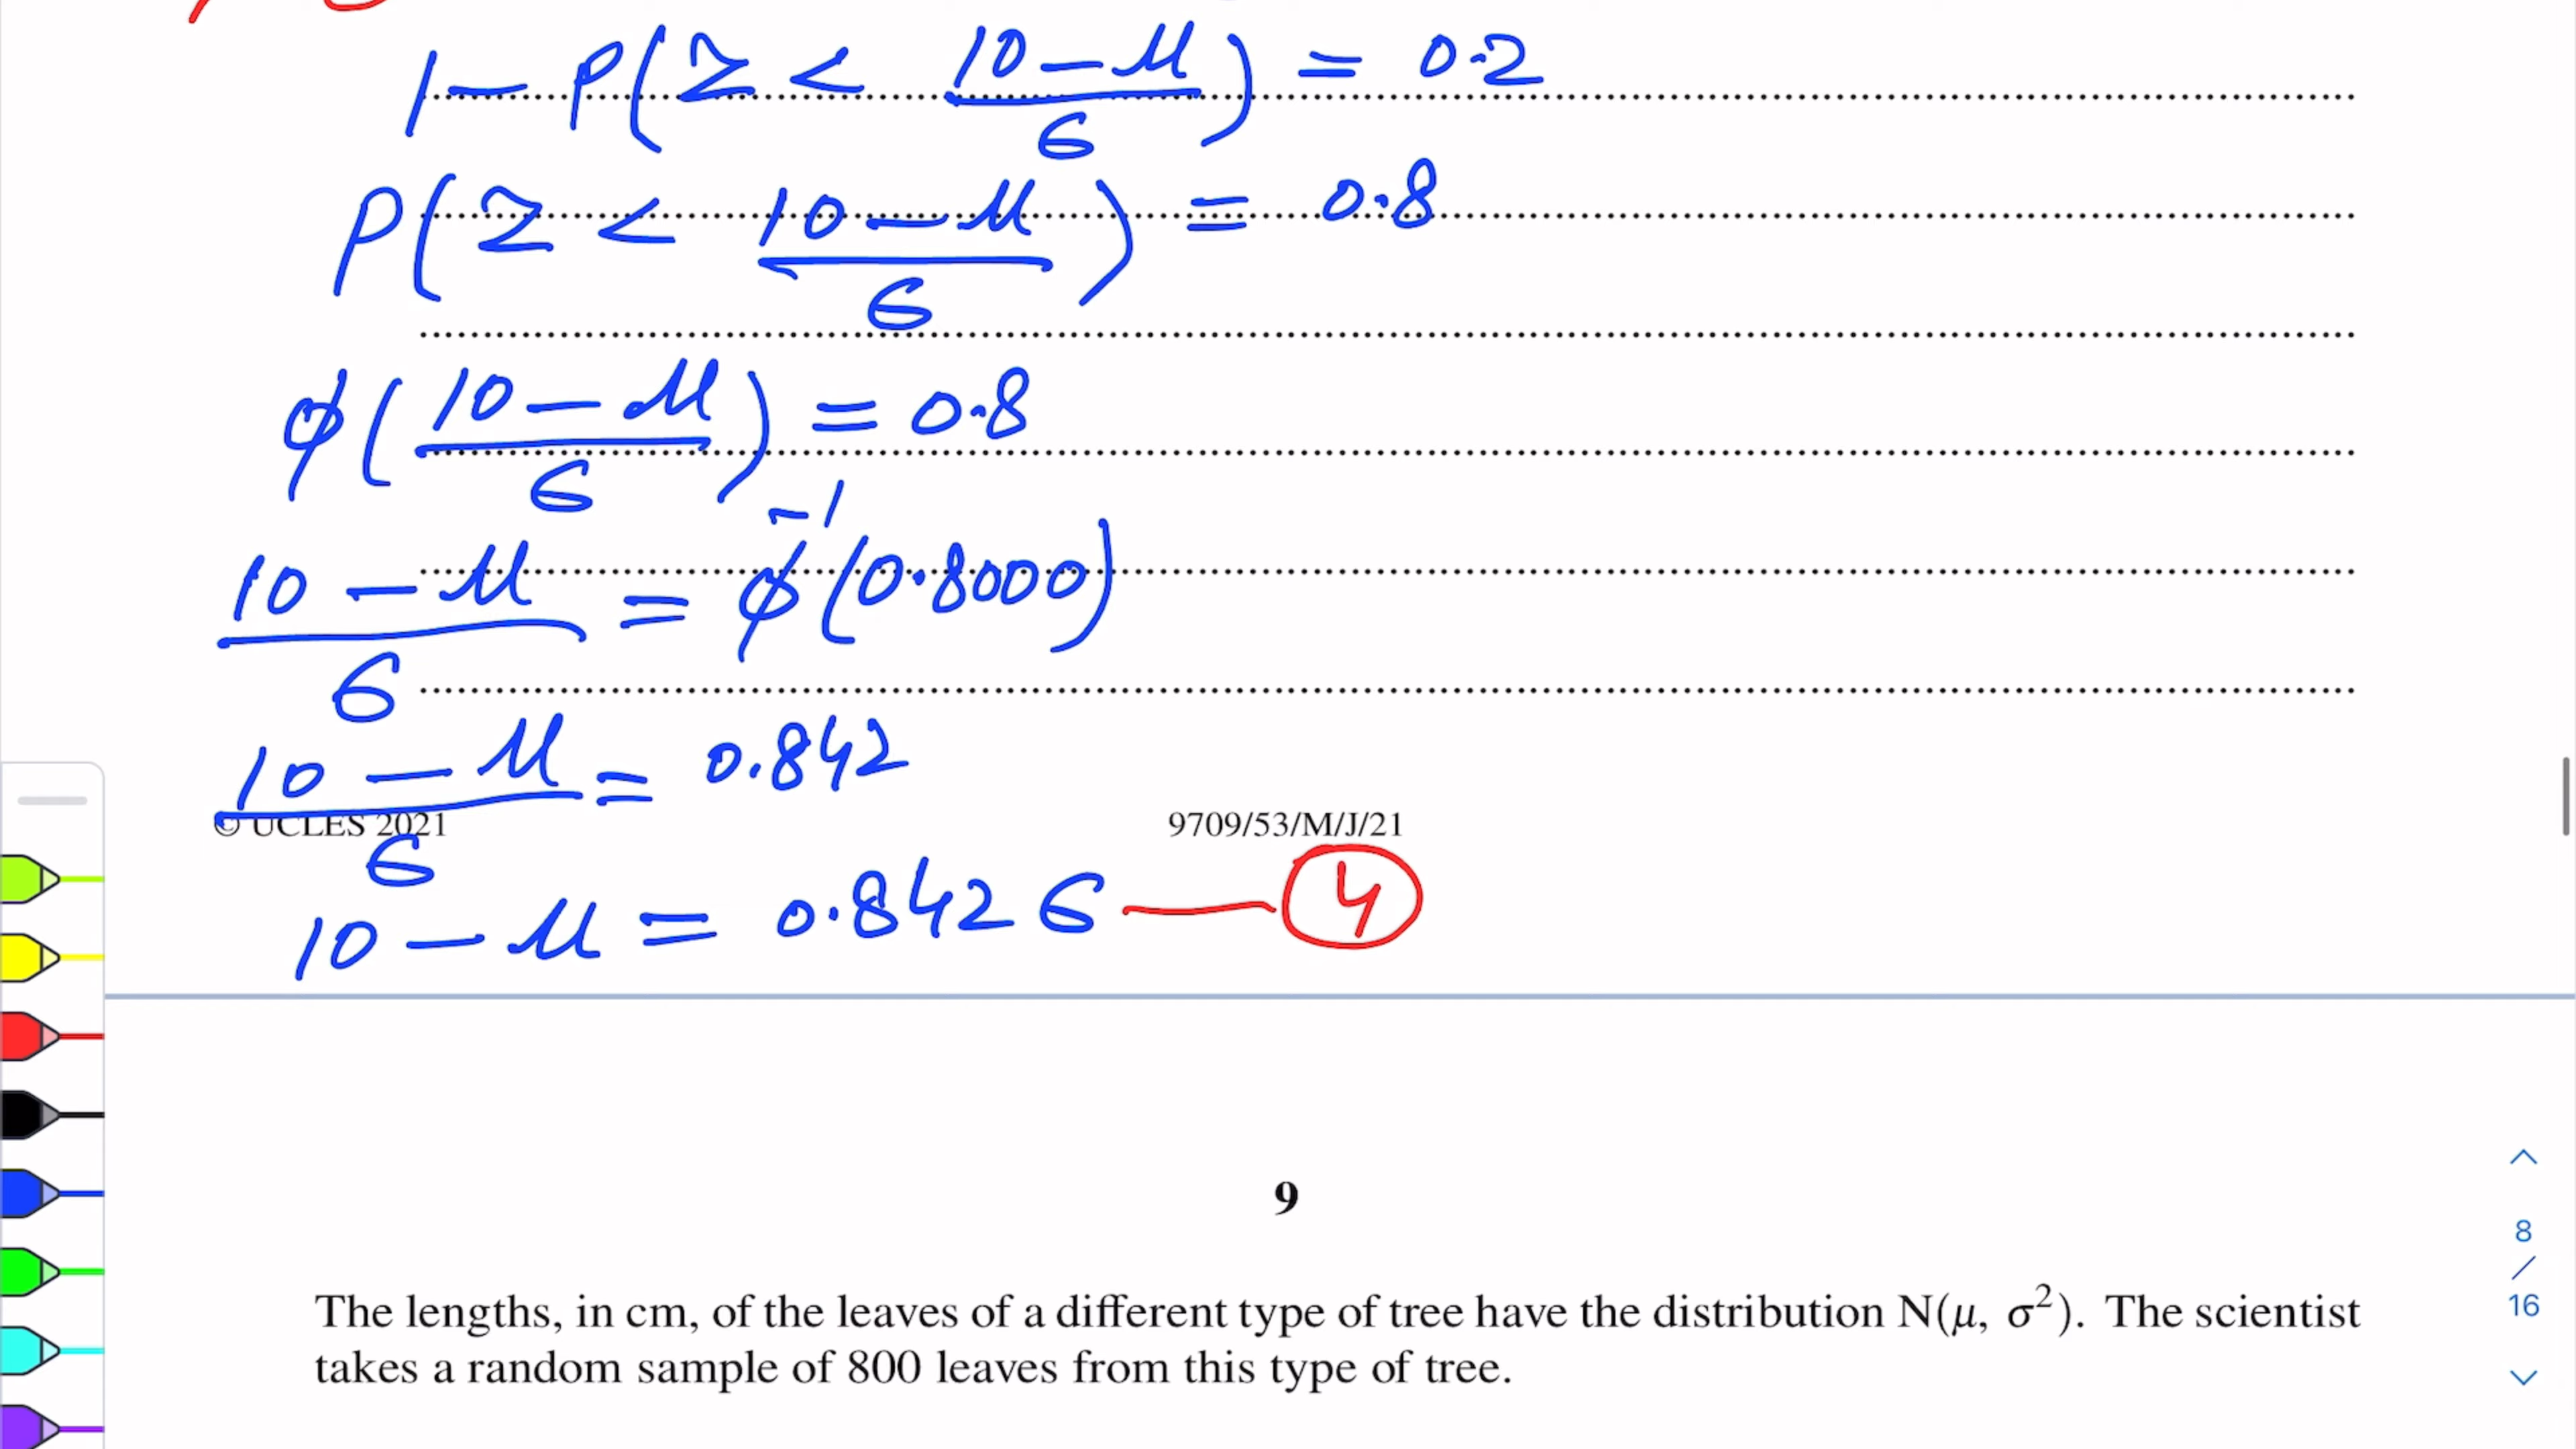 1 − P(Z < (10 − μ)/σ) = 0.2
P(Z < (10 − μ)/σ) = 0.8
ϕ((10 − μ)/σ) = 0.8
(10 − μ)/σ = ϕ⁻¹(0.8000)
(10 − μ)/σ = 0.842
© UCLES 2021 9709/53/M/J/21
10 − μ = 0.842 σ — 4
9
8
/
16
The lengths, in cm, of the leaves of a different type of tree have the distribution N(μ, σ²). The scientist
takes a random sample of 800 leaves from this type of tree.